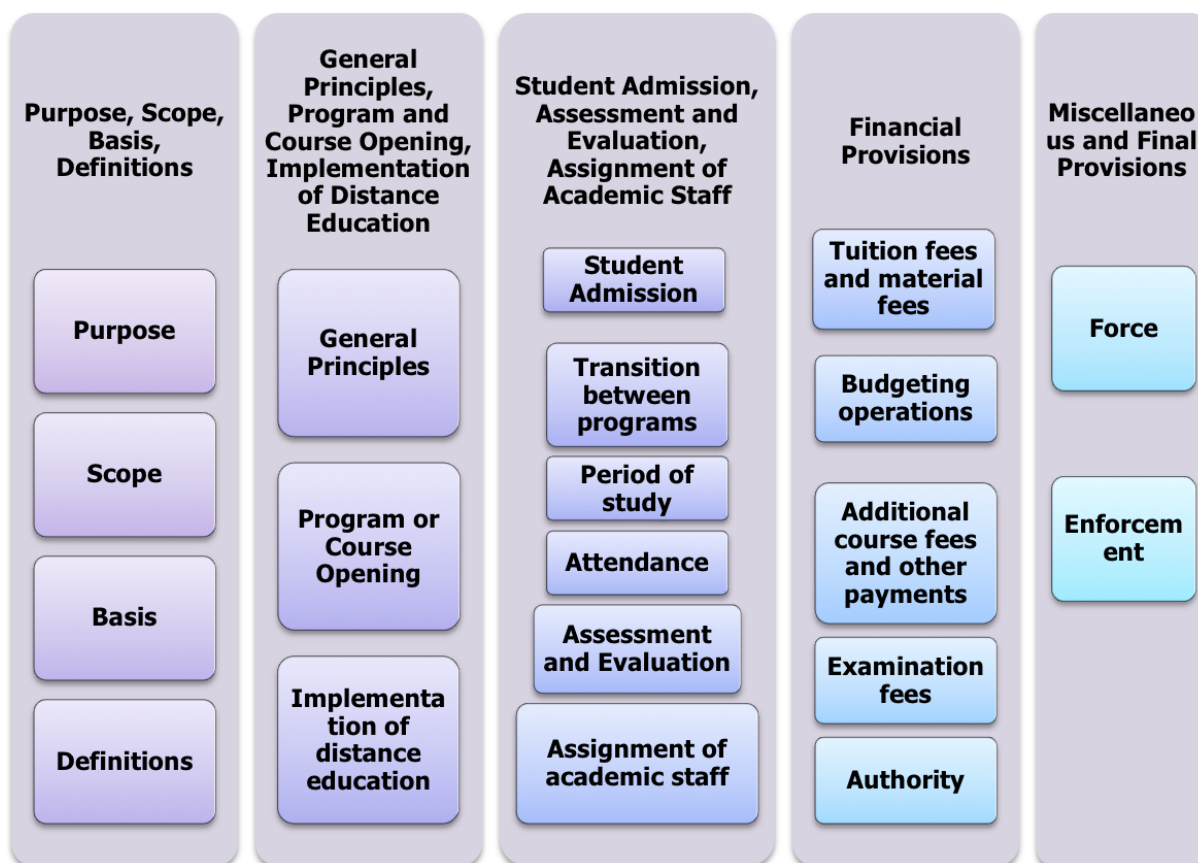 Purpose, Scope,
Basis,
Definitions
Purpose
Scope
Basis
Definitions
General
Principles,
Program and
Course Opening,
Implementation
of Distance
Education
General
Principles
Program or
Course
Opening
Implementa
tion of
distance
education
Student Admission,
Assessment and
Evaluation,
Assignment of
Academic Staff
Student
Admission
Transition
between
programs
Period of
study
Attendance
Assessment
and Evaluation
Assignment of
academic staff
Financial
Provisions
Tuition fees
and material
fees
Budgeting
operations
Additional
course fees
and other
payments
Examination
fees
Authority
Miscellaneo
us and Final
Provisions
Force
Enforcem
ent